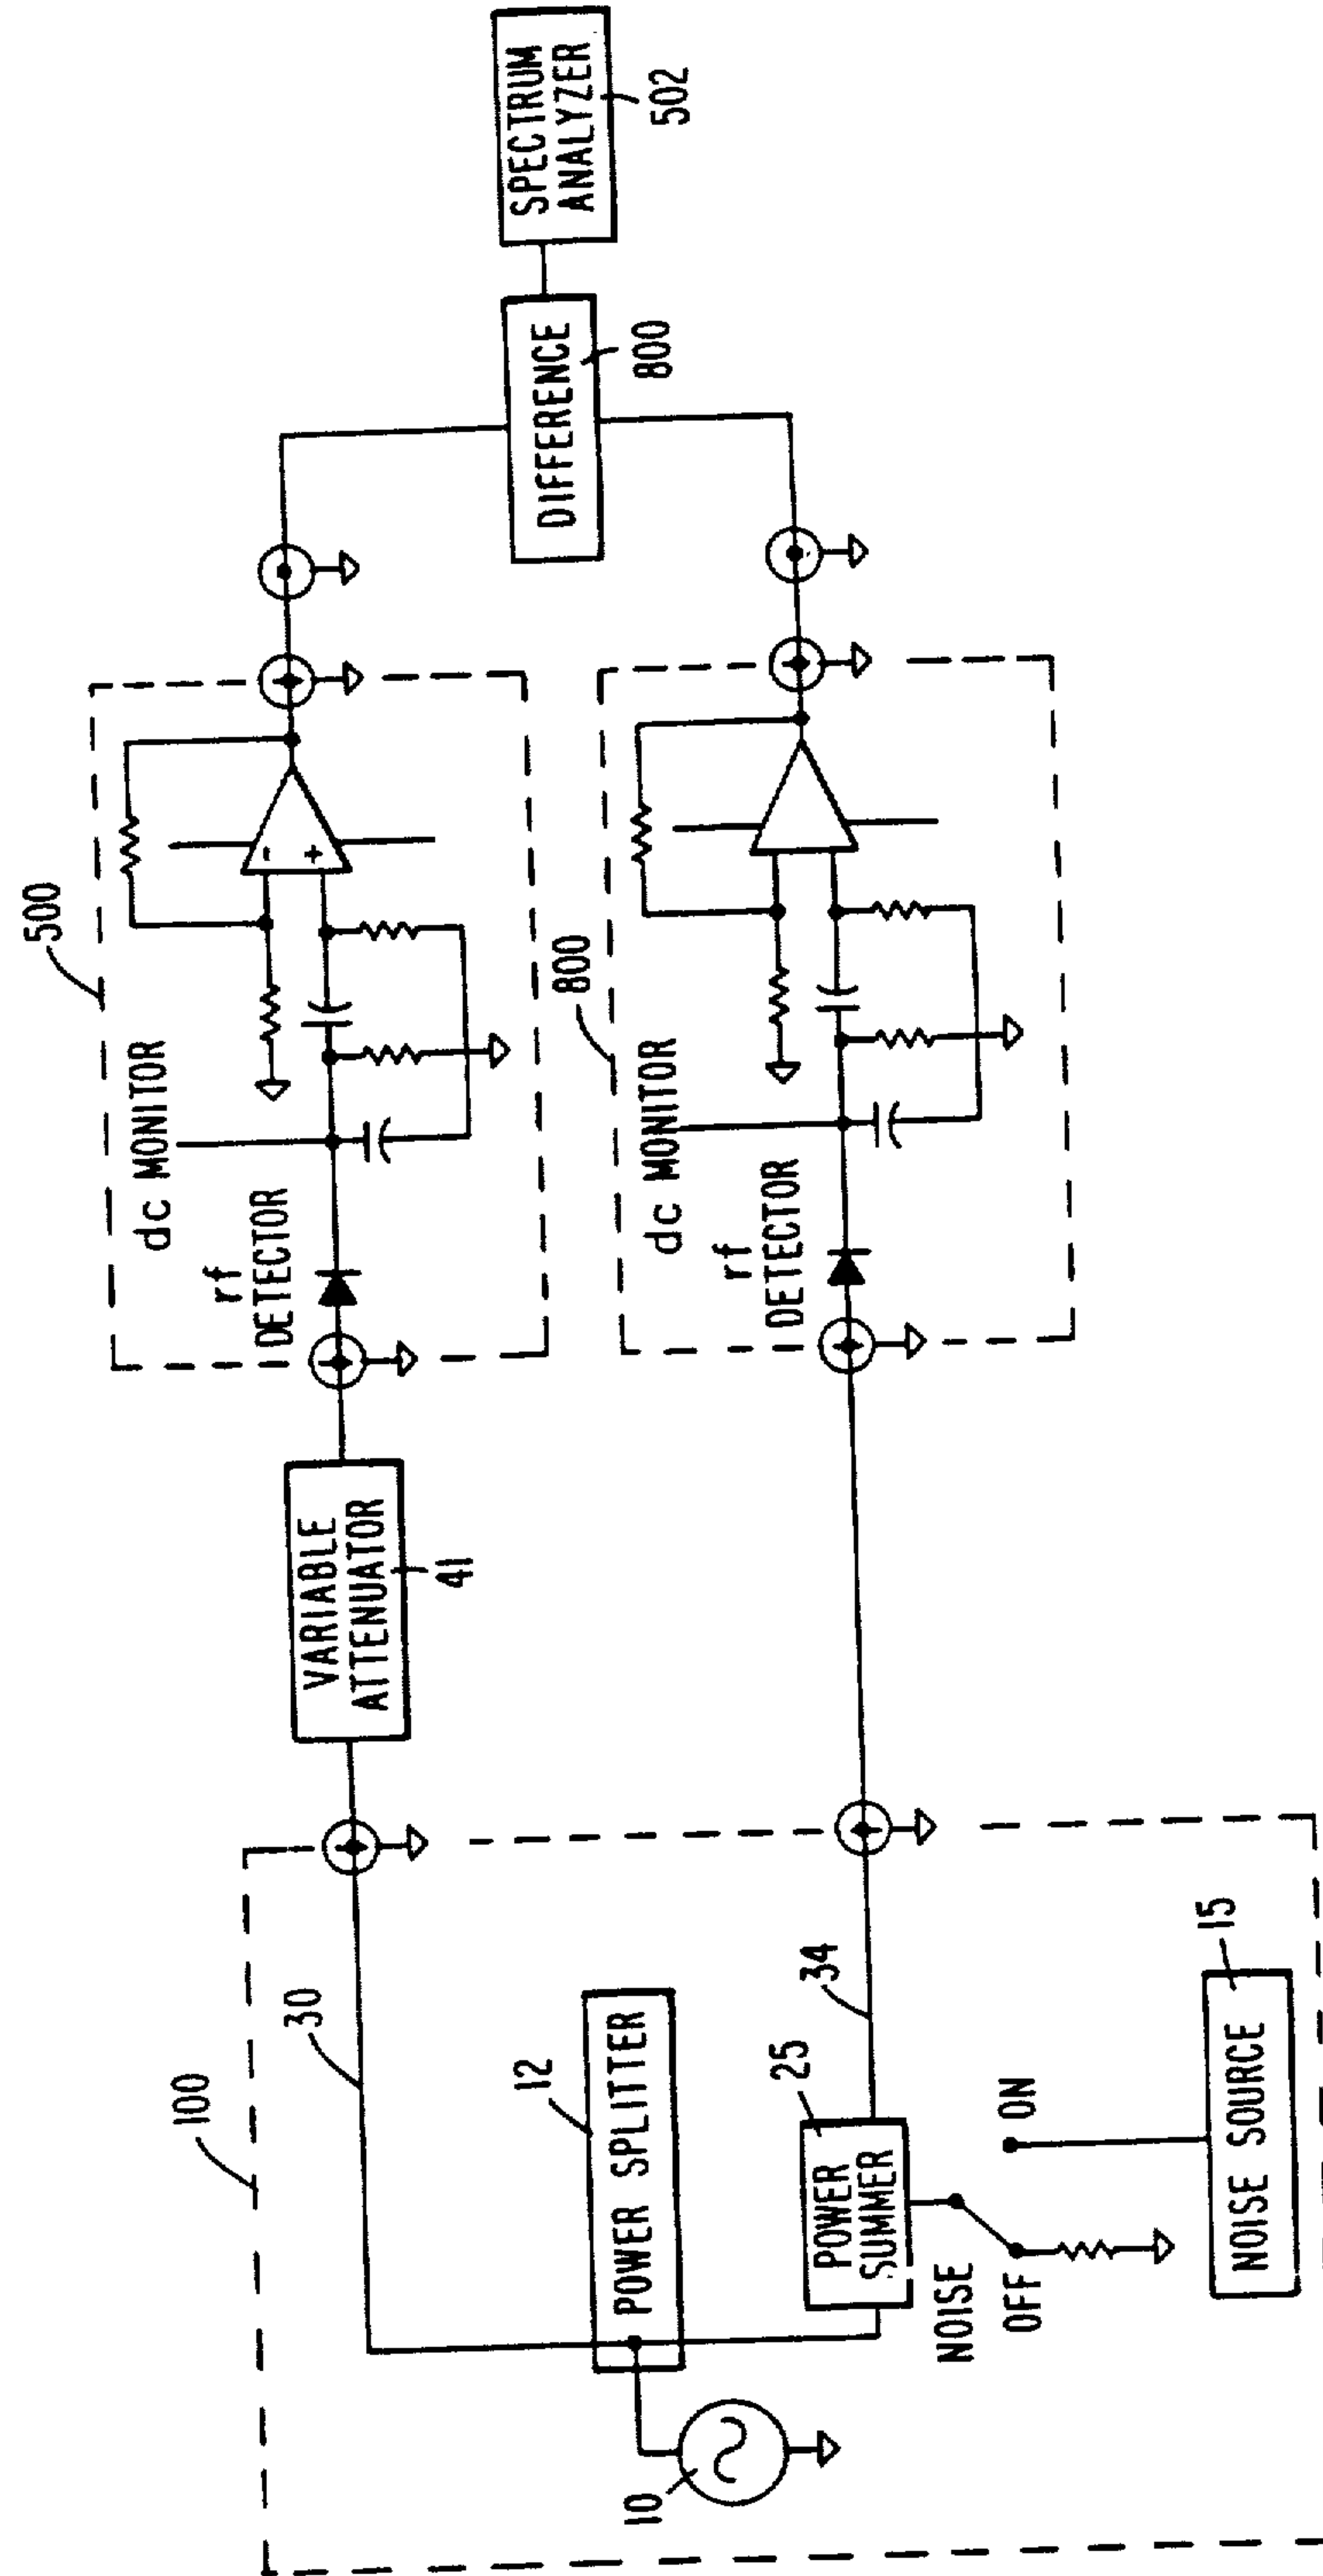 100
30
12
POWER SPLITTER
10
25
POWER
SUMMER
34
NOISE
OFF
ON
15
NOISE SOURCE
VARIABLE
ATTENUATOR
41
500
dc MONITOR
rf
DETECTOR
-
+
800
dc MONITOR
rf
DETECTOR
DIFFERENCE
800
SPECTRUM
ANALYZER
502